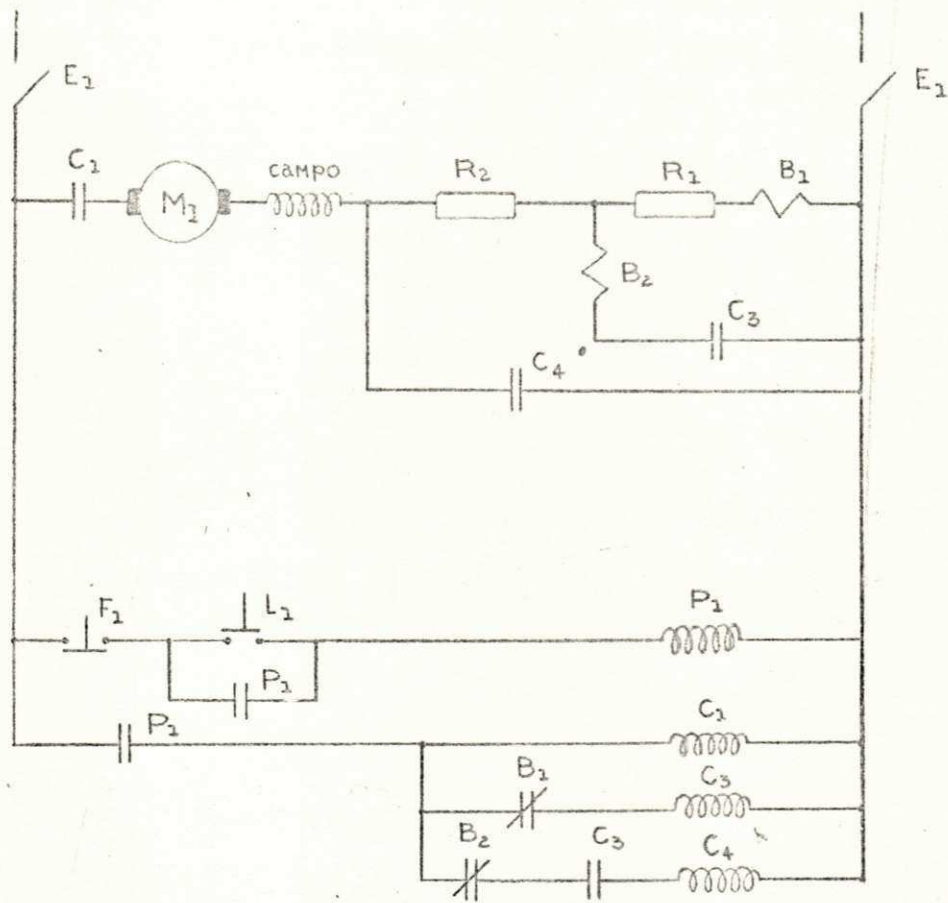 E₁
E₁
C₁
M₁
CAMPO
R₂
R₁
B₁
B₂
C₃
C₄
F₁
L₁
P₁
P₁
P₁
C₁
B₁
C₃
B₂
C₃
C₄